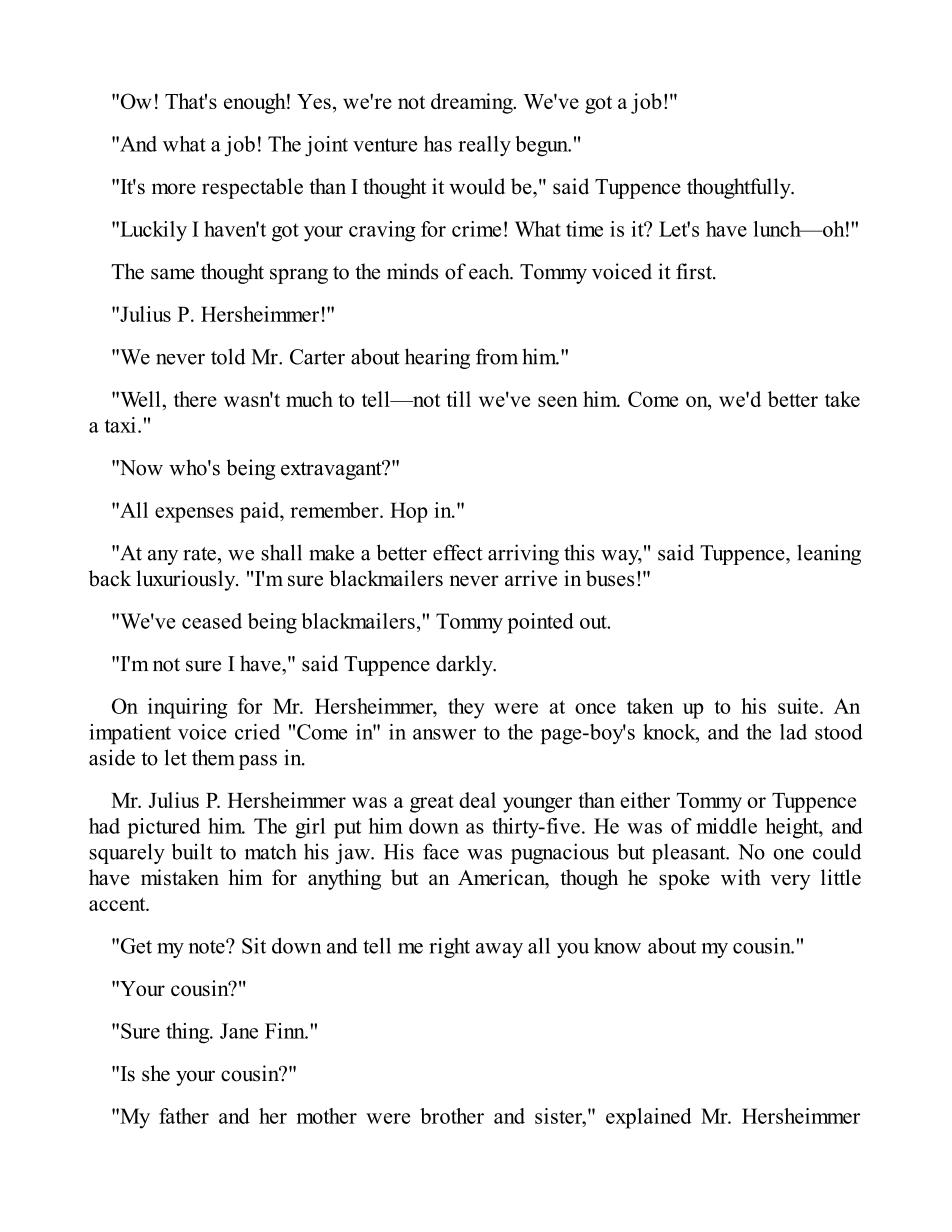 "Ow! That's enough! Yes, we're not dreaming. We've got a job!"
"And what a job! The joint venture has really begun."
"It's more respectable than I thought it would be," said Tuppence thoughtfully.
"Luckily I haven't got your craving for crime! What time is it? Let's have lunch—oh!"
The same thought sprang to the minds of each. Tommy voiced it first.
"Julius P. Hersheimmer!"
"We never told Mr. Carter about hearing from him."
"Well, there wasn't much to tell—not till we've seen him. Come on, we'd better take
a taxi."
"Now who's being extravagant?"
"All expenses paid, remember. Hop in."
"At any rate, we shall make a better effect arriving this way," said Tuppence, leaning
back luxuriously. "I'm sure blackmailers never arrive in buses!"
"We've ceased being blackmailers," Tommy pointed out.
"I'm not sure I have," said Tuppence darkly.
On inquiring for Mr. Hersheimmer, they were at once taken up to his suite. An
impatient voice cried "Come in" in answer to the page-boy's knock, and the lad stood
aside to let them pass in.
Mr. Julius P. Hersheimmer was a great deal younger than either Tommy or Tuppence
had pictured him. The girl put him down as thirty-five. He was of middle height, and
squarely built to match his jaw. His face was pugnacious but pleasant. No one could
have mistaken him for anything but an American, though he spoke with very little
accent.
"Get my note? Sit down and tell me right away all you know about my cousin."
"Your cousin?"
"Sure thing. Jane Finn."
"Is she your cousin?"
"My father and her mother were brother and sister," explained Mr. Hersheimmer